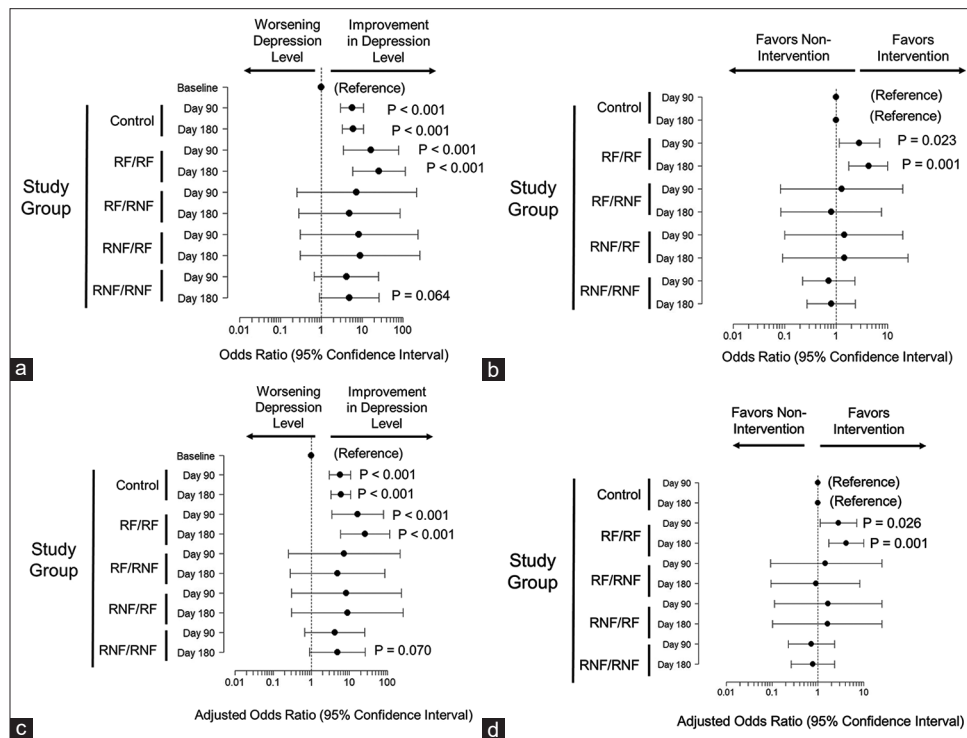 Worsening
Depression
Level
Improvement
in Depression
Level
Baseline
(Reference)
Study
Group
Control
Day 90
P < 0.001
Day 180
P < 0.001
RF/RF
Day 90
P < 0.001
Day 180
P < 0.001
RF/RNF
Day 90
Day 180
RNF/RF
Day 90
Day 180
RNF/RNF
Day 90
Day 180
P = 0.064
0.01 0.1 1 10 100
Odds Ratio (95% Confidence Interval)
a
Favors Non-
Intervention
Favors
Intervention
Study
Group
Control
Day 90
(Reference)
Day 180
(Reference)
RF/RF
Day 90
P = 0.023
Day 180
P = 0.001
RF/RNF
Day 90
Day 180
RNF/RF
Day 90
Day 180
RNF/RNF
Day 90
Day 180
0.01 0.1 1 10
Odds Ratio (95% Confidence Interval)
b
Worsening
Depression
Level
Improvement
in Depression
Level
Baseline
(Reference)
Study
Group
Control
Day 90
P < 0.001
Day 180
P < 0.001
RF/RF
Day 90
P < 0.001
Day 180
P < 0.001
RF/RNF
Day 90
Day 180
RNF/RF
Day 90
Day 180
RNF/RNF
Day 90
Day 180
P = 0.070
0.01 0.1 1 10 100
Adjusted Odds Ratio (95% Confidence Interval)
c
Favors Non-
Intervention
Favors
Intervention
Study
Group
Control
Day 90
(Reference)
Day 180
(Reference)
RF/RF
Day 90
P = 0.026
Day 180
P = 0.001
RF/RNF
Day 90
Day 180
RNF/RF
Day 90
Day 180
RNF/RNF
Day 90
Day 180
0.01 0.1 1 10
Adjusted Odds Ratio (95% Confidence Interval)
d